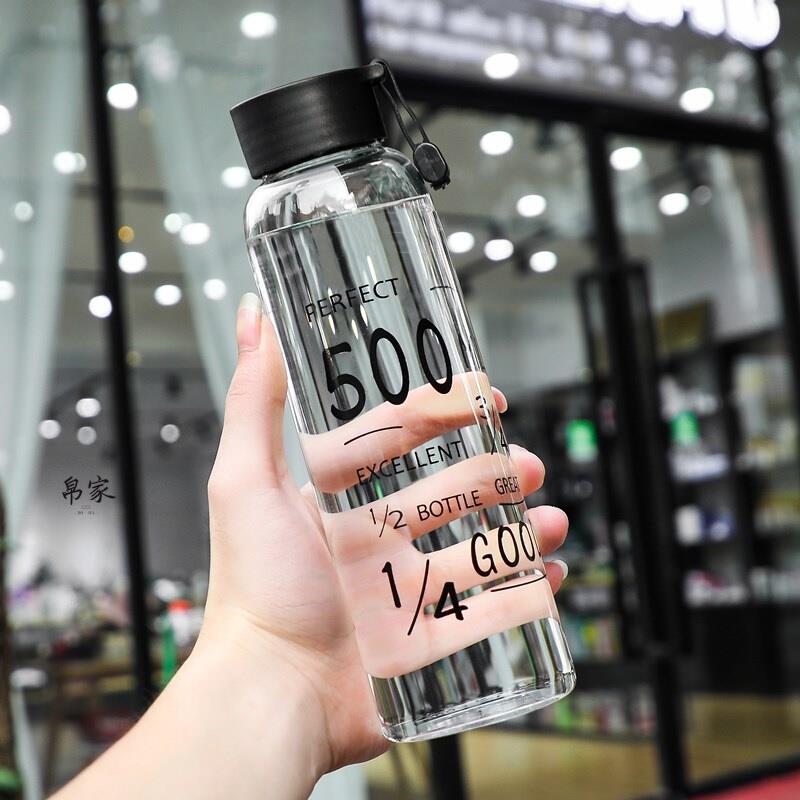 PERFECT
500
3/4
EXCELLENT
GREAT
1/2 BOTTLE
GOOD
1/4
帛家